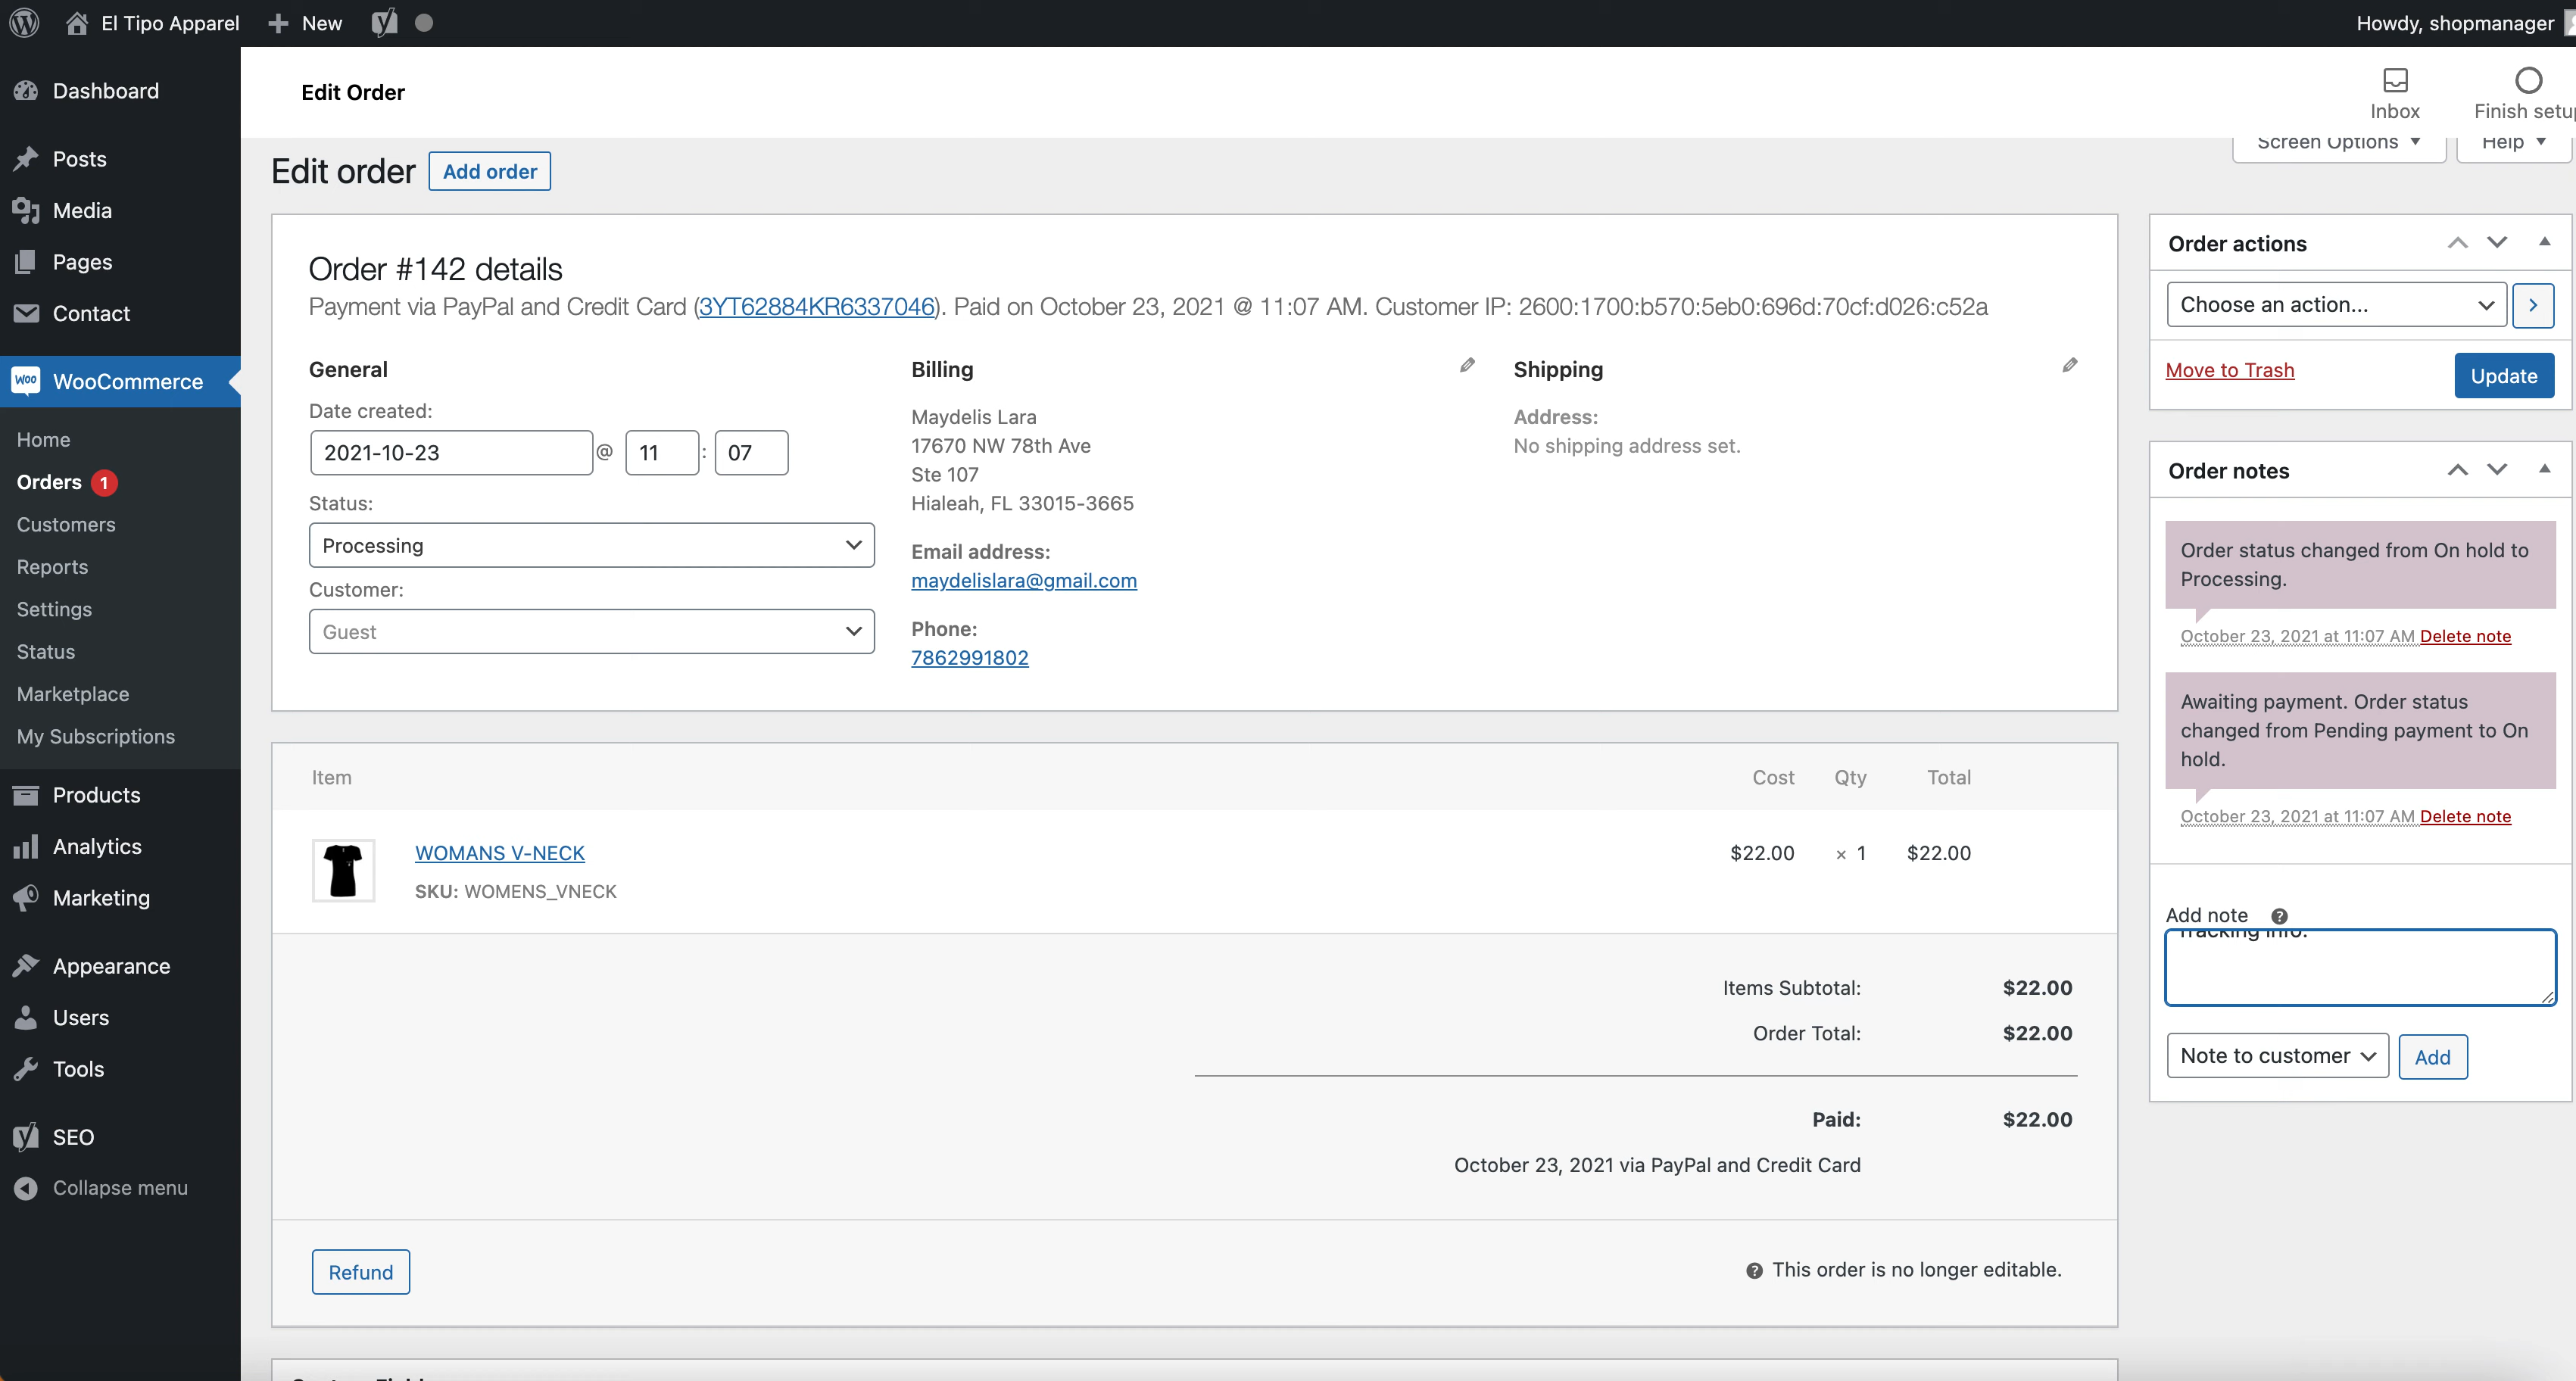 El Tipo Apparel
New
Howdy, shopmanager
Dashboard
Posts
Media
Pages
Contact
WooCommerce
Home
Orders 1
Customers
Reports
Settings
Status
Marketplace
My Subscriptions
Products
Analytics
Marketing
Appearance
Users
Tools
SEO
Collapse menu
Edit Order
Inbox
Finish setu
Screen Options
Help
Edit order
Add order
Order #142 details
Payment via PayPal and Credit Card (3YT62884KR6337046). Paid on October 23, 2021 @ 11:07 AM. Customer IP: 2600:1700:b570:5eb0:696d:70cf:d026:c52a
General
Date created:
2021-10-23 @ 11 : 07
Status:
Processing
Customer:
Guest
Billing
Maydelis Lara
17670 NW 78th Ave
Ste 107
Hialeah, FL 33015-3665
Email address:
maydelislara@gmail.com
Phone:
7862991802
Shipping
Address:
No shipping address set.
Item Cost Qty Total
WOMANS V-NECK $22.00 × 1 $22.00
SKU: WOMENS_VNECK
Items Subtotal: $22.00
Order Total: $22.00
Paid: $22.00
October 23, 2021 via PayPal and Credit Card
Refund
This order is no longer editable.
Order actions
Choose an action...
Move to Trash
Update
Order notes
Order status changed from On hold to
Processing.
October 23, 2021 at 11:07 AM Delete note
Awaiting payment. Order status
changed from Pending payment to On
hold.
October 23, 2021 at 11:07 AM Delete note
Add note
Tracking info:
Note to customer
Add